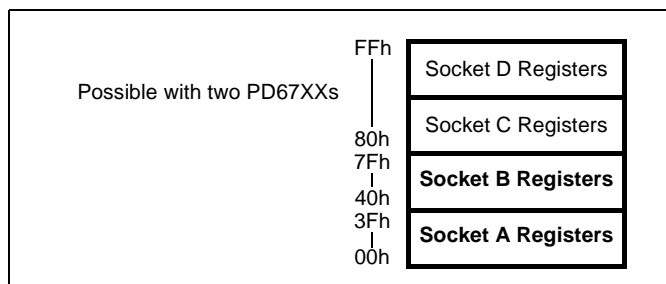 FFh
Socket D Registers
Possible with two PD67XXs
Socket C Registers
80h
7Fh
Socket B Registers
40h
3Fh
Socket A Registers
00h